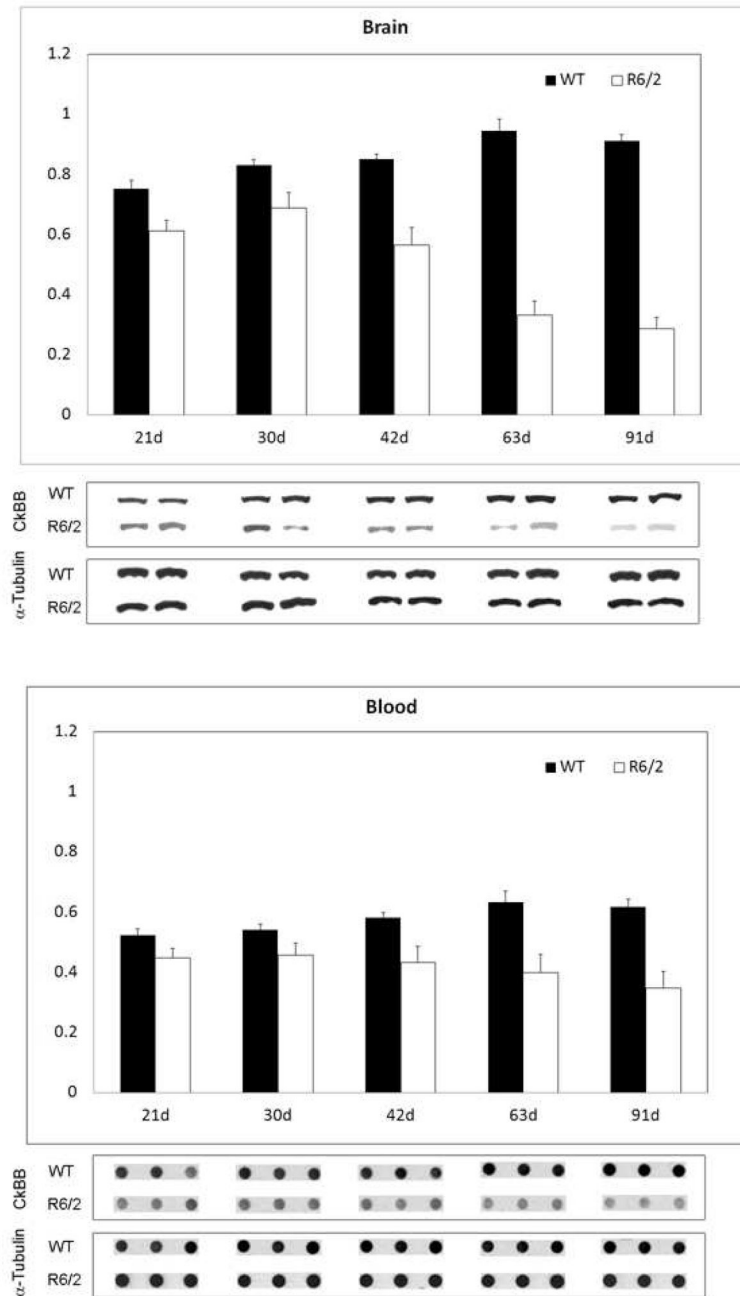 Brain
1.2
WT R6/2
1
0.8
0.6
0.4
0.2
0
21d 30d 42d 63d 91d
CkBB
WT
R6/2
α-Tubulin
WT
R6/2
Blood
1.2
WT R6/2
1
0.8
0.6
0.4
0.2
0
21d 30d 42d 63d 91d
CkBB
WT
R6/2
α-Tubulin
WT
R6/2